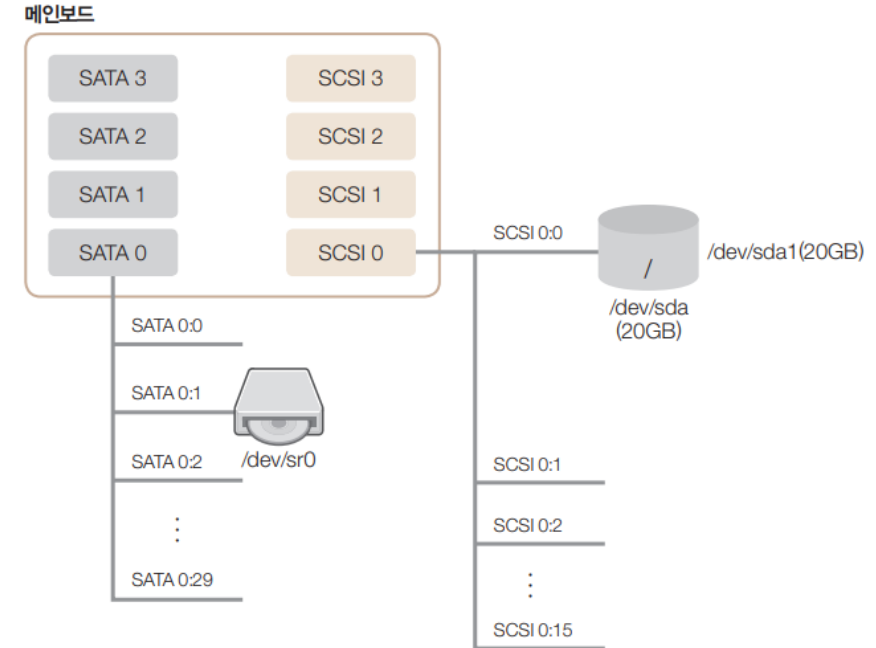 메인보드
SATA 3
SCSI 3
SATA 2
SCSI 2
SATA 1
SCSI 1
SATA 0
SCSI 0
SCSI 0:0
/
/dev/sda1(20GB)
/dev/sda
(20GB)
SATA 0:0
SATA 0:1
/dev/sr0
SATA 0:2
⋮
SATA 0:29
SCSI 0:1
SCSI 0:2
⋮
SCSI 0:15